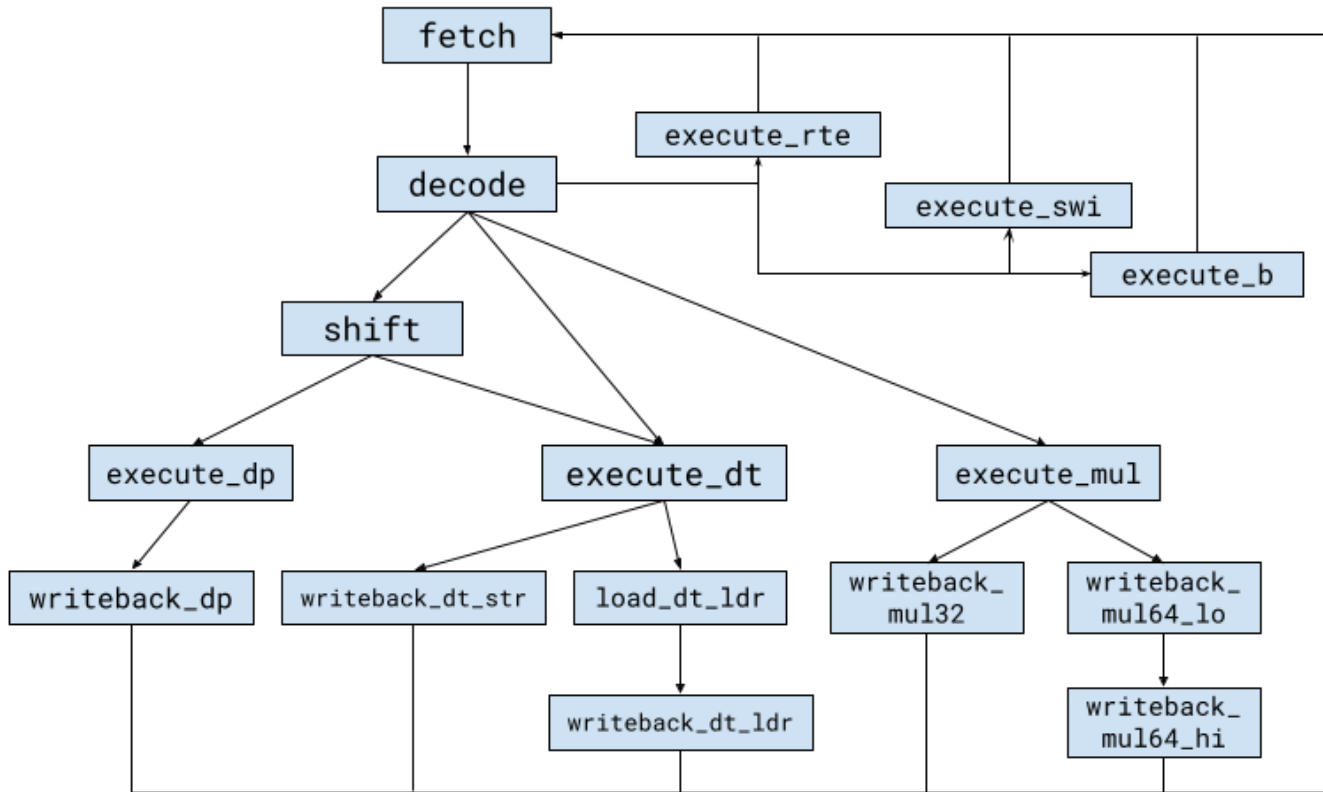 fetch
execute_rte
decode
execute_swi
execute_b
shift
execute_dp
execute_dt
execute_mul
writeback_dp
writeback_dt_str
load_dt_ldr
writeback_
mul32
writeback_
mul64_lo
writeback_dt_ldr
writeback_
mul64_hi